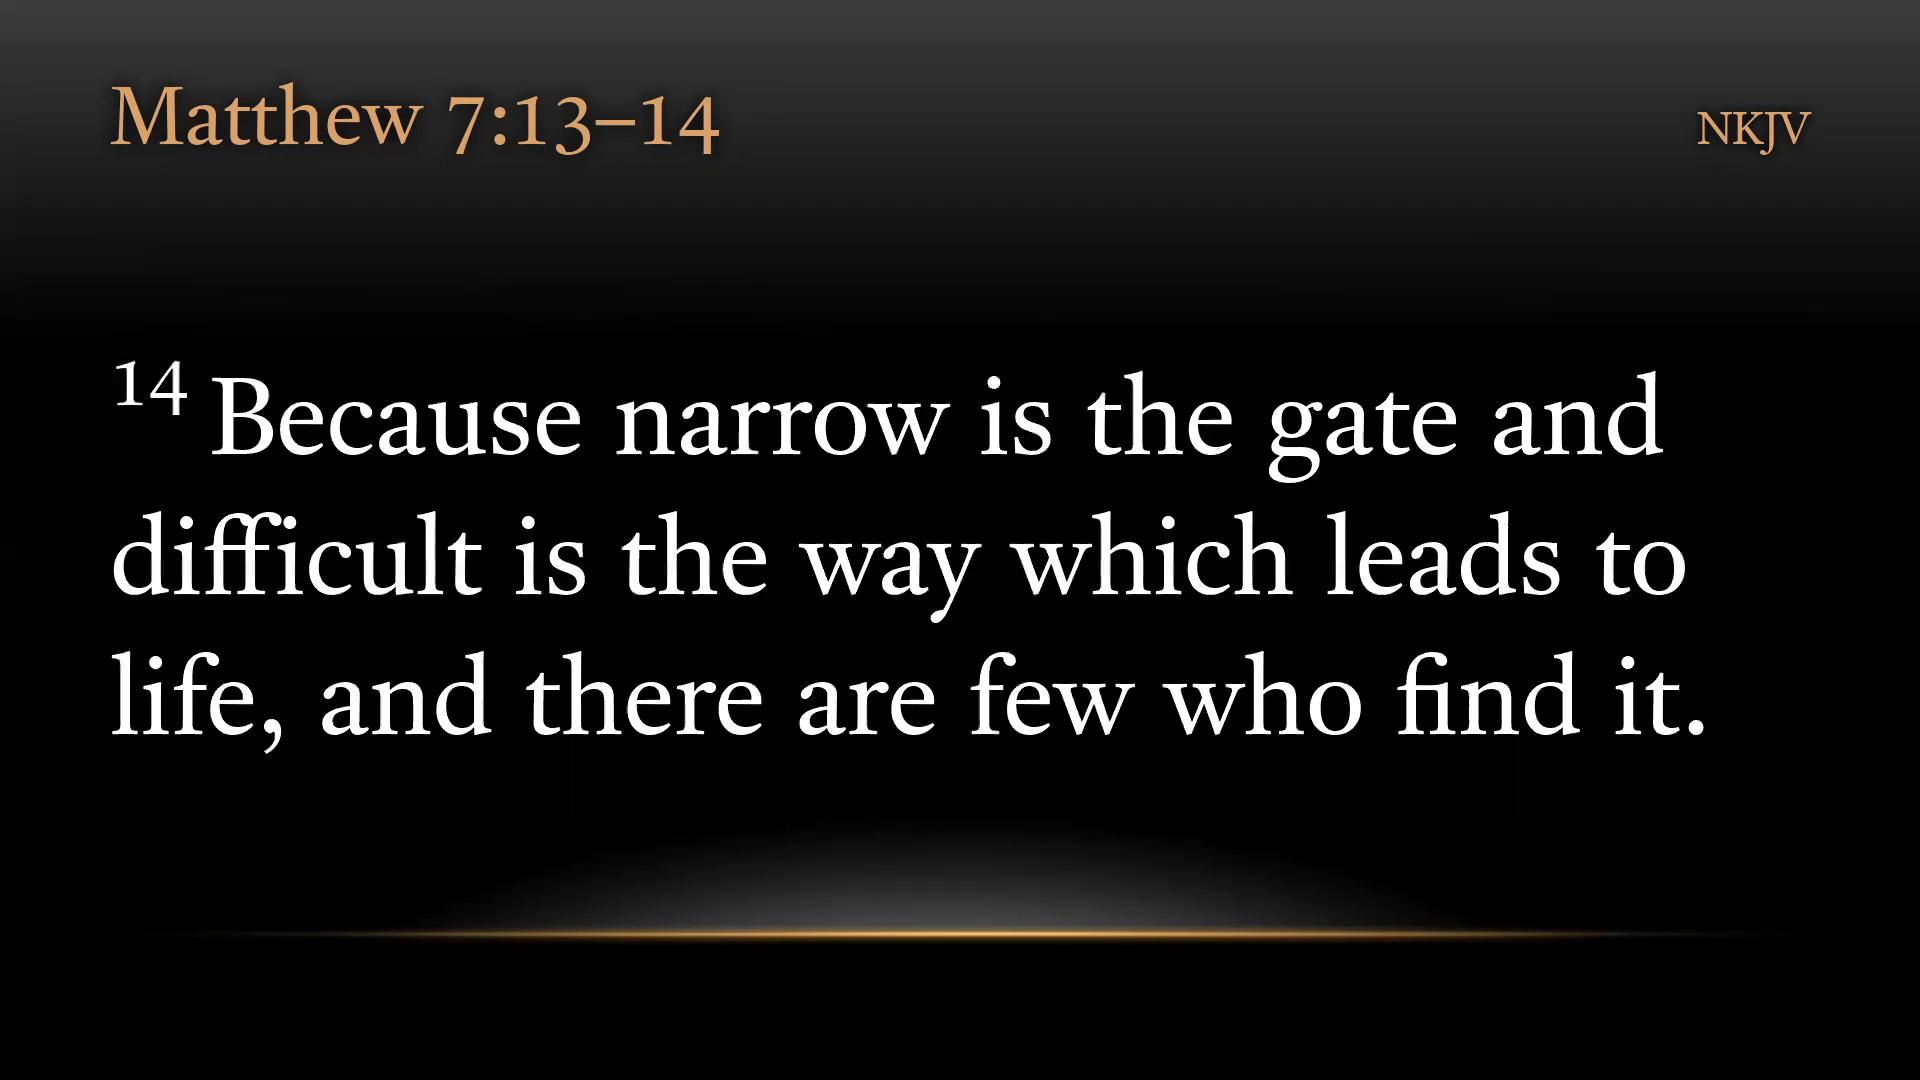 Matthew 7:13–14
NKJV
14 Because narrow is the gate and
difficult is the way which leads to
life, and there are few who find it.